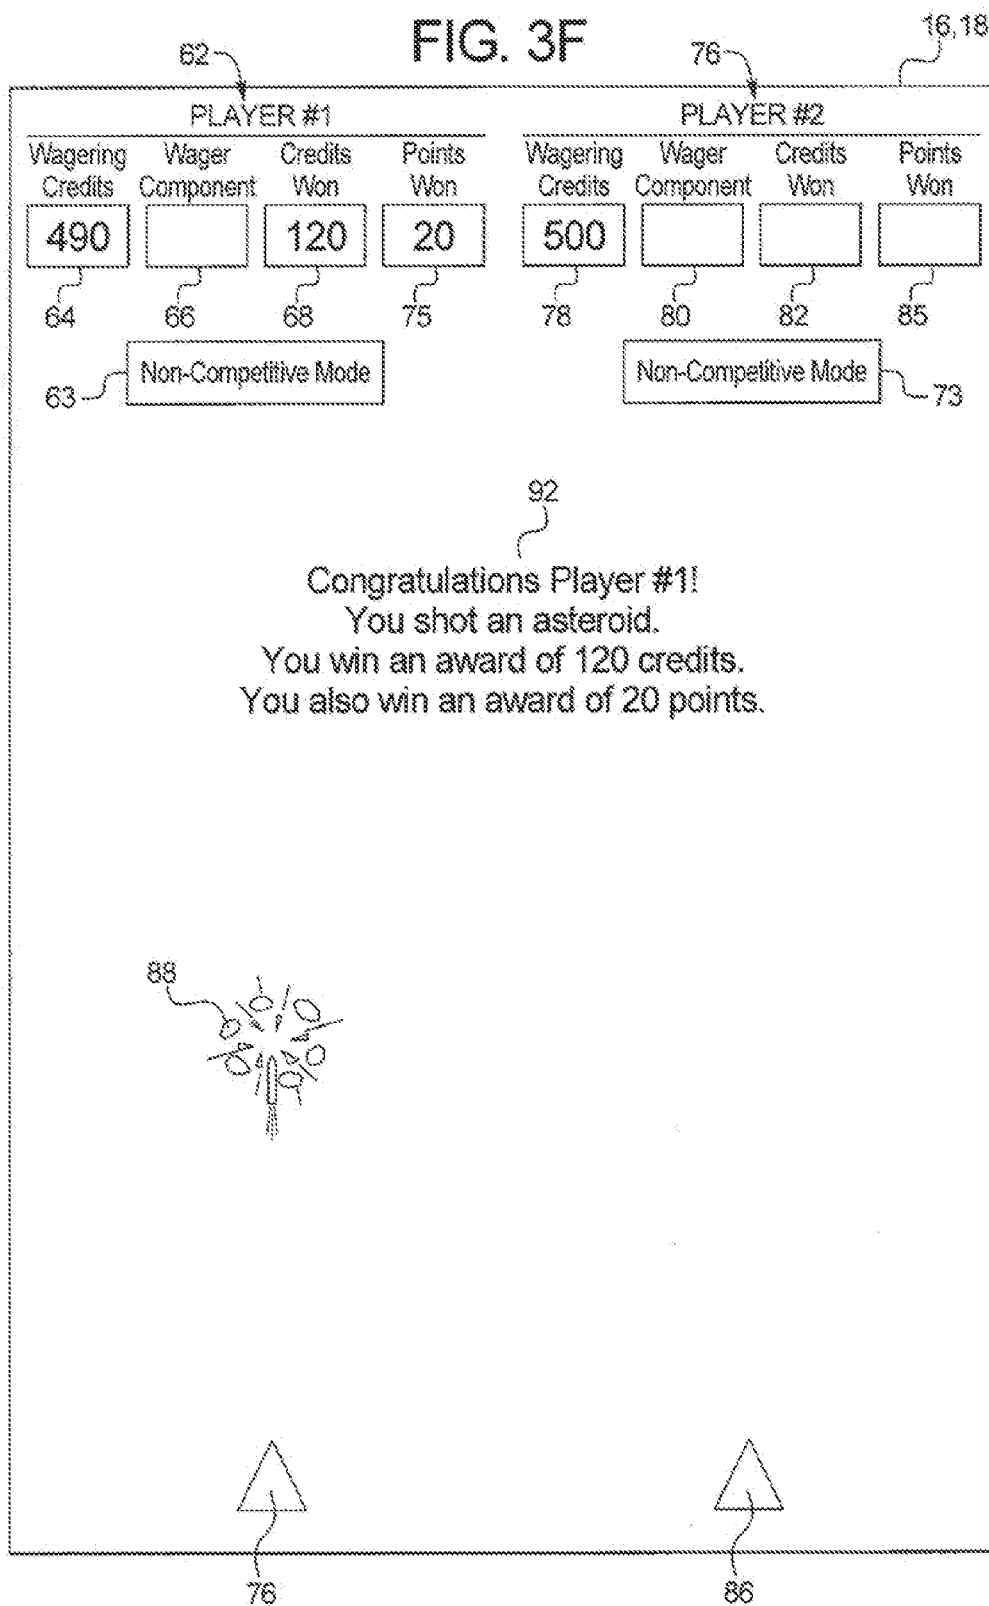 FIG. 3F
16,18
62
76
PLAYER #1
PLAYER #2
Wagering Credits
Wager Component
Credits Won
Points Won
Wagering Credits
Wager Component
Credits Won
Points Won
490
120
20
500
64
66
68
75
78
80
82
85
63
Non-Competitive Mode
Non-Competitive Mode
73
92
Congratulations Player #1!
You shot an asteroid.
You win an award of 120 credits.
You also win an award of 20 points.
88
76
86